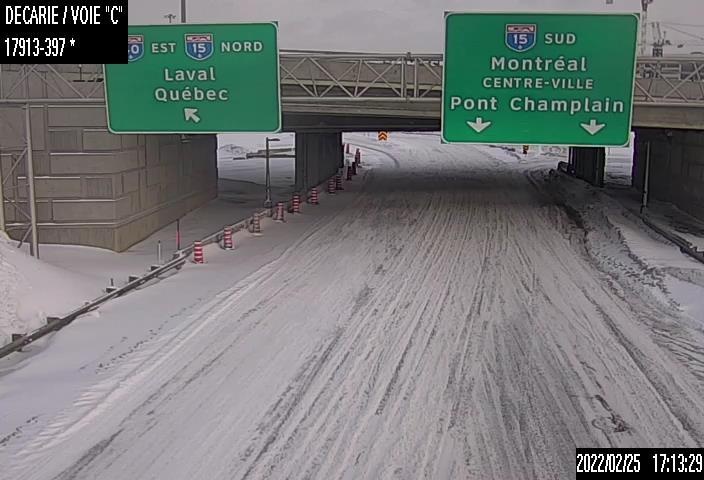 DECARIE / VOIE "C"
17913-397 *
40 EST 15 NORD
Laval
Québec
15 SUD
Montréal
CENTRE-VILLE
Pont Champlain
2022/02/25 17:13:29